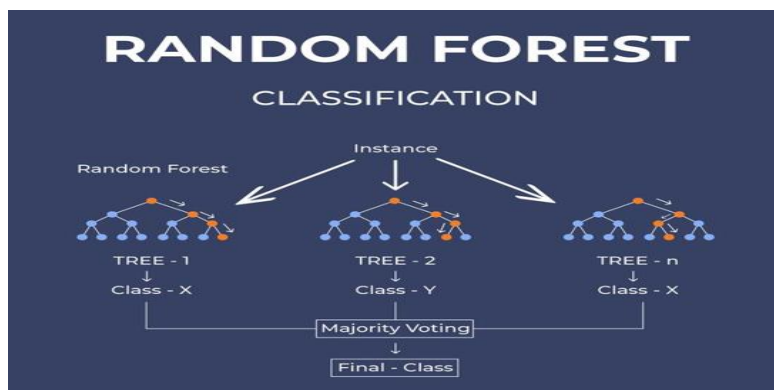 RANDOM FOREST
CLASSIFICATION
Instance
Random Forest
TREE - 1
TREE - 2
TREE - n
Class - X
Class - Y
Class - X
Majority Voting
Final - Class